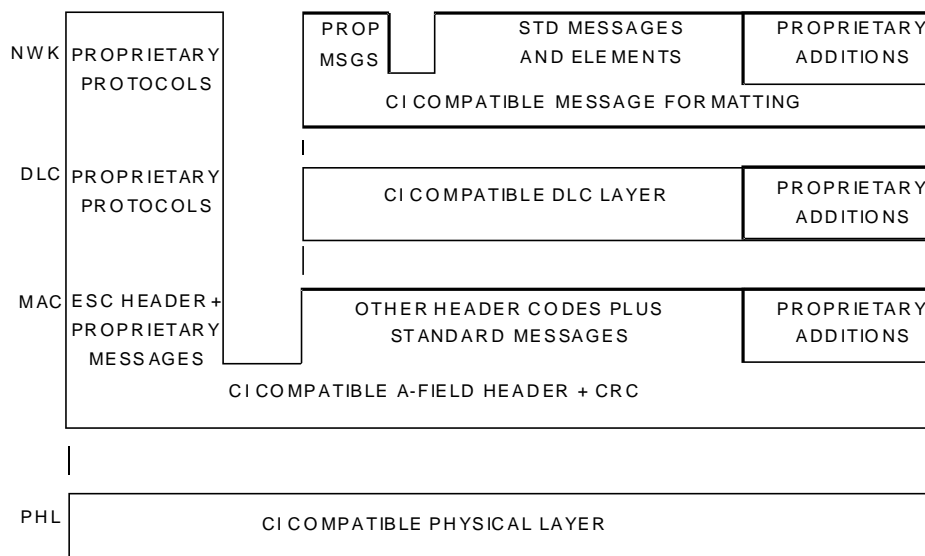 NWK
PROPRIETARY
PROTOCOLS
PROP
MSGS
STD MESSAGES
AND ELEMENTS
PROPRIETARY
ADDITIONS
CI COMPATIBLE MESSAGE FORMATTING
DLC
PROPRIETARY
PROTOCOLS
CI COMPATIBLE DLC LAYER
PROPRIETARY
ADDITIONS
MAC
ESC HEADER +
PROPRIETARY
MESSAGES
OTHER HEADER CODES PLUS
STANDARD MESSAGES
PROPRIETARY
ADDITIONS
CI COMPATIBLE A-FIELD HEADER + CRC
PHL
CI COMPATIBLE PHYSICAL LAYER